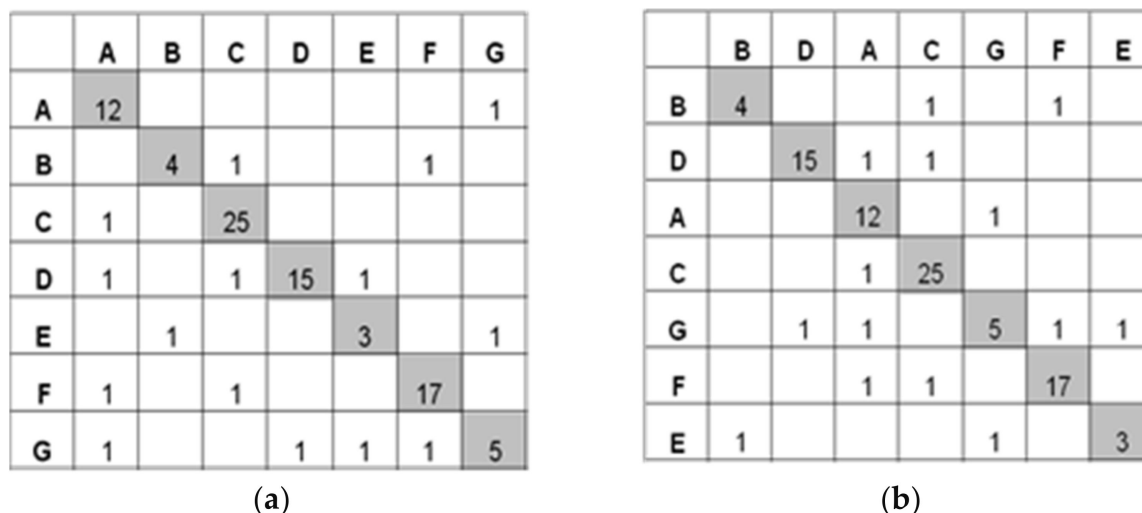 A B C D E F G
A 12 1
B 4 1 1
C 1 25
D 1 1 15 1
E 1 3 1
F 1 1 17
G 1 1 1 1 5
(a)
B D A C G F E
B 4 1 1
D 15 1 1
A 12 1
C 1 25
G 1 1 5 1 1
F 1 1 17
E 1 1 3
(b)